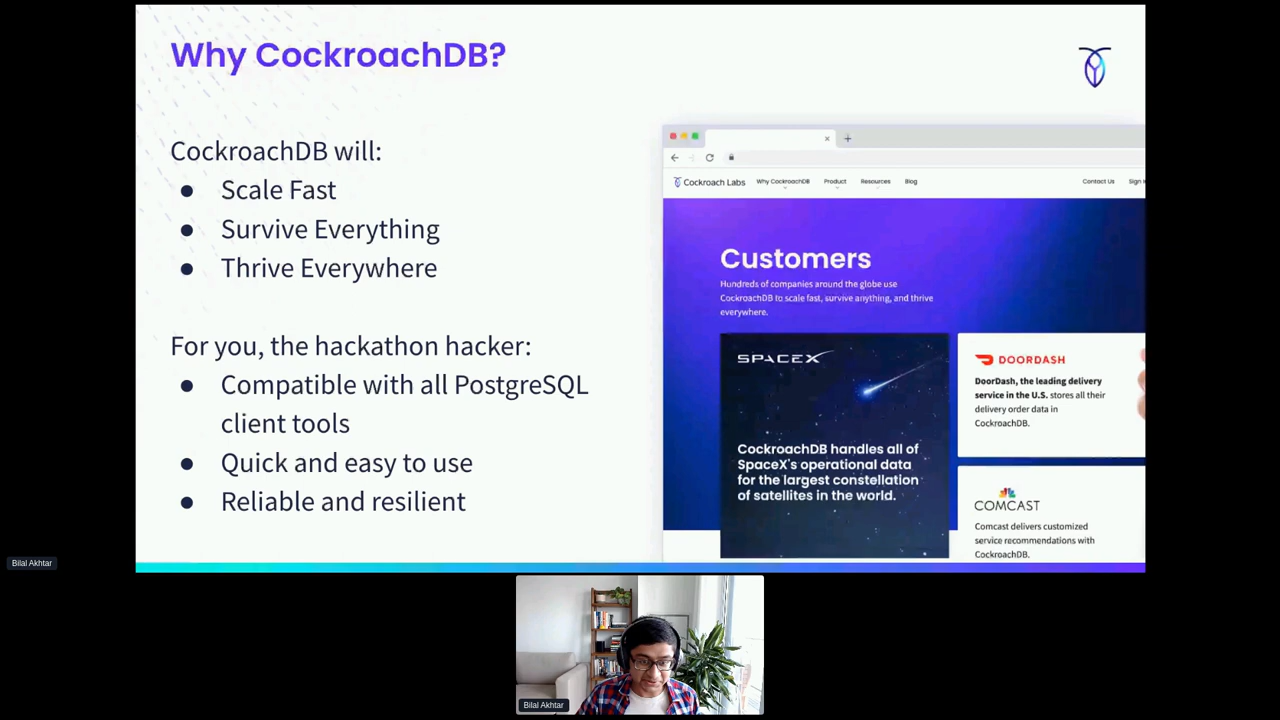 Why CockroachDB?
CockroachDB will:
● Scale Fast
● Survive Everything
● Thrive Everywhere
For you, the hackathon hacker:
● Compatible with all PostgreSQL
client tools
● Quick and easy to use
● Reliable and resilient
Cockroach Labs Why CockroachDB Product Resources Blog Contact Us Sign
Customers
Hundreds of companies around the globe use
CockroachDB to scale fast, survive anything, and thrive
everywhere.
SPACEX
CockroachDB handles all of
SpaceX's operational data
for the largest constellation
of satellites in the world.
DOORDASH
DoorDash, the leading delivery
service in the U.S. stores all their
delivery order data in
CockroachDB.
COMCAST
Comcast delivers customized
service recommendations with
CockroachDB.
Bilal Akhtar
Bilal Akhtar